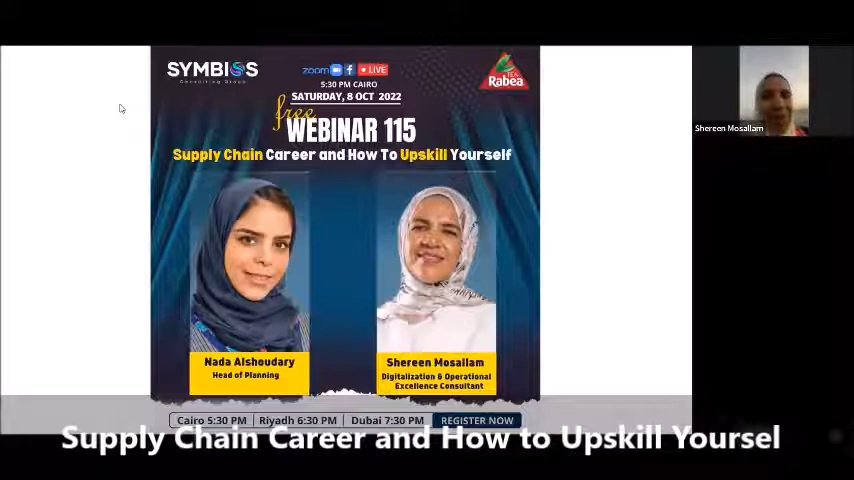 SYMBIOS
Consulting Group
zoom LIVE
TEA
Rabea
5:30 PM CAIRO
SATURDAY, 8 OCT 2022
free
WEBINAR 115
Supply Chain Career and How To Upskill Yourself
Shereen Mosallam
Nada Alshoudary
Head of Planning
Shereen Mosallam
Digitalization & Operational
Excellence Consultant
Cairo 5:30 PM | Riyadh 6:30 PM | Dubai 7:30 PM
REGISTER NOW
Supply Chain Career and How to Upskill Yoursel